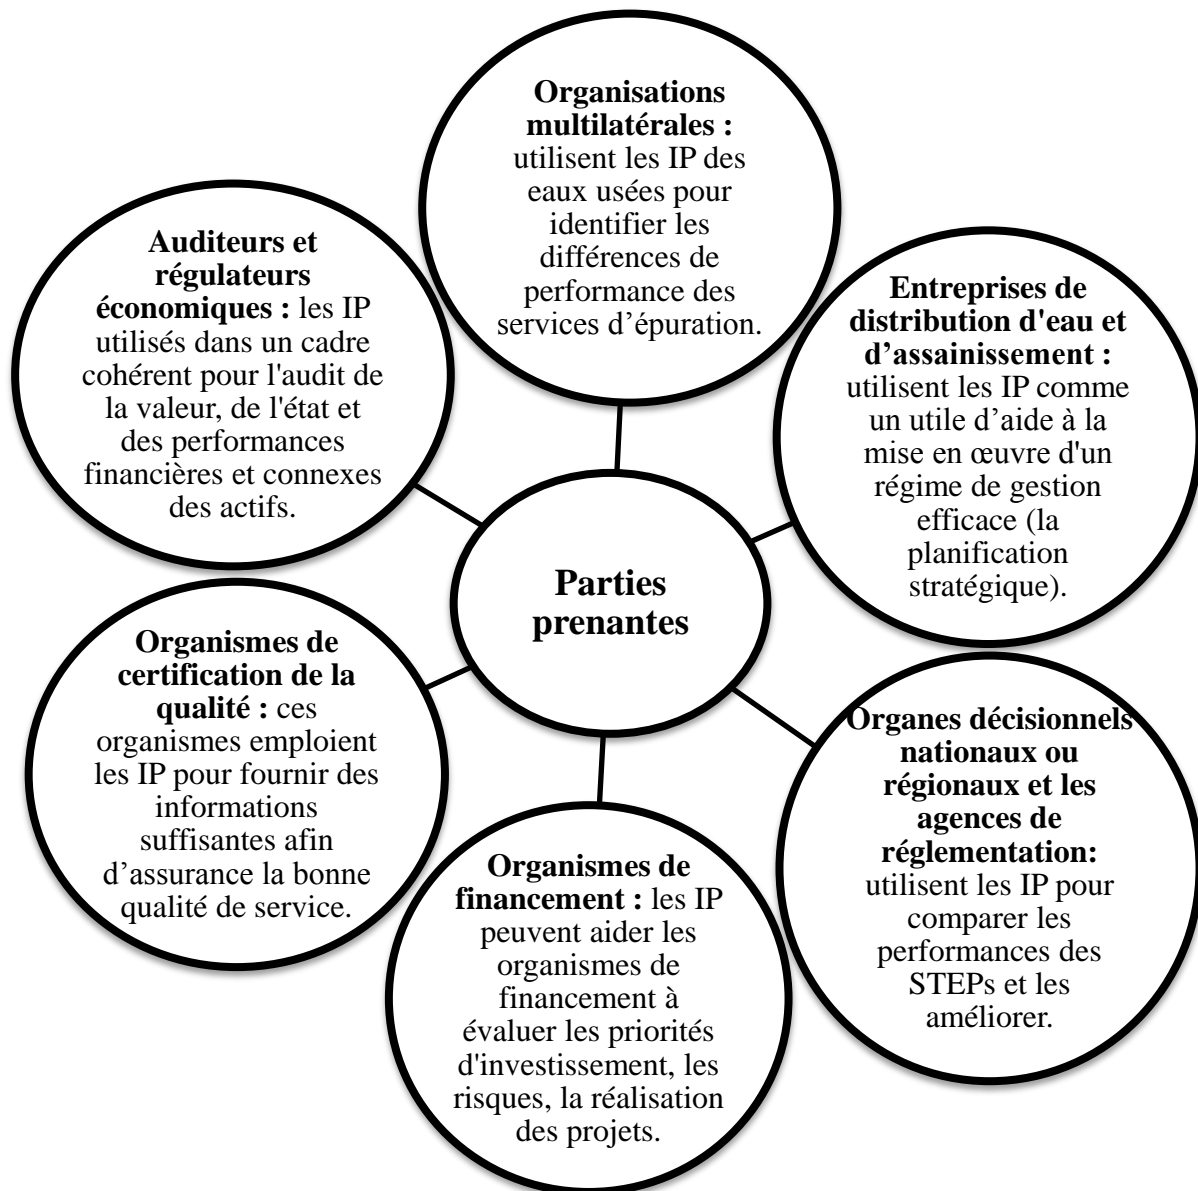 Organisations
multilatérales :
utilisent les IP des
eaux usées pour
identifier les
différences de
performance des
services d’épuration.
Auditeurs et
régulateurs
économiques : les IP
utilisés dans un cadre
cohérent pour l'audit de
la valeur, de l'état et
des performances
financières et connexes
des actifs.
Entreprises de
distribution d'eau et
d’assainissement :
utilisent les IP comme
un utile d’aide à la
mise en œuvre d'un
régime de gestion
efficace (la
planification
stratégique).
Parties
prenantes
Organismes de
certification de la
qualité : ces
organismes emploient
les IP pour fournir des
informations
suffisantes afin
d’assurance la bonne
qualité de service.
Organes décisionnels
nationaux ou
régionaux et les
agences de
réglementation:
utilisent les IP pour
comparer les
performances des
STEPs et les
améliorer.
Organismes de
financement : les IP
peuvent aider les
organismes de
financement à
évaluer les priorités
d'investissement, les
risques, la réalisation
des projets.